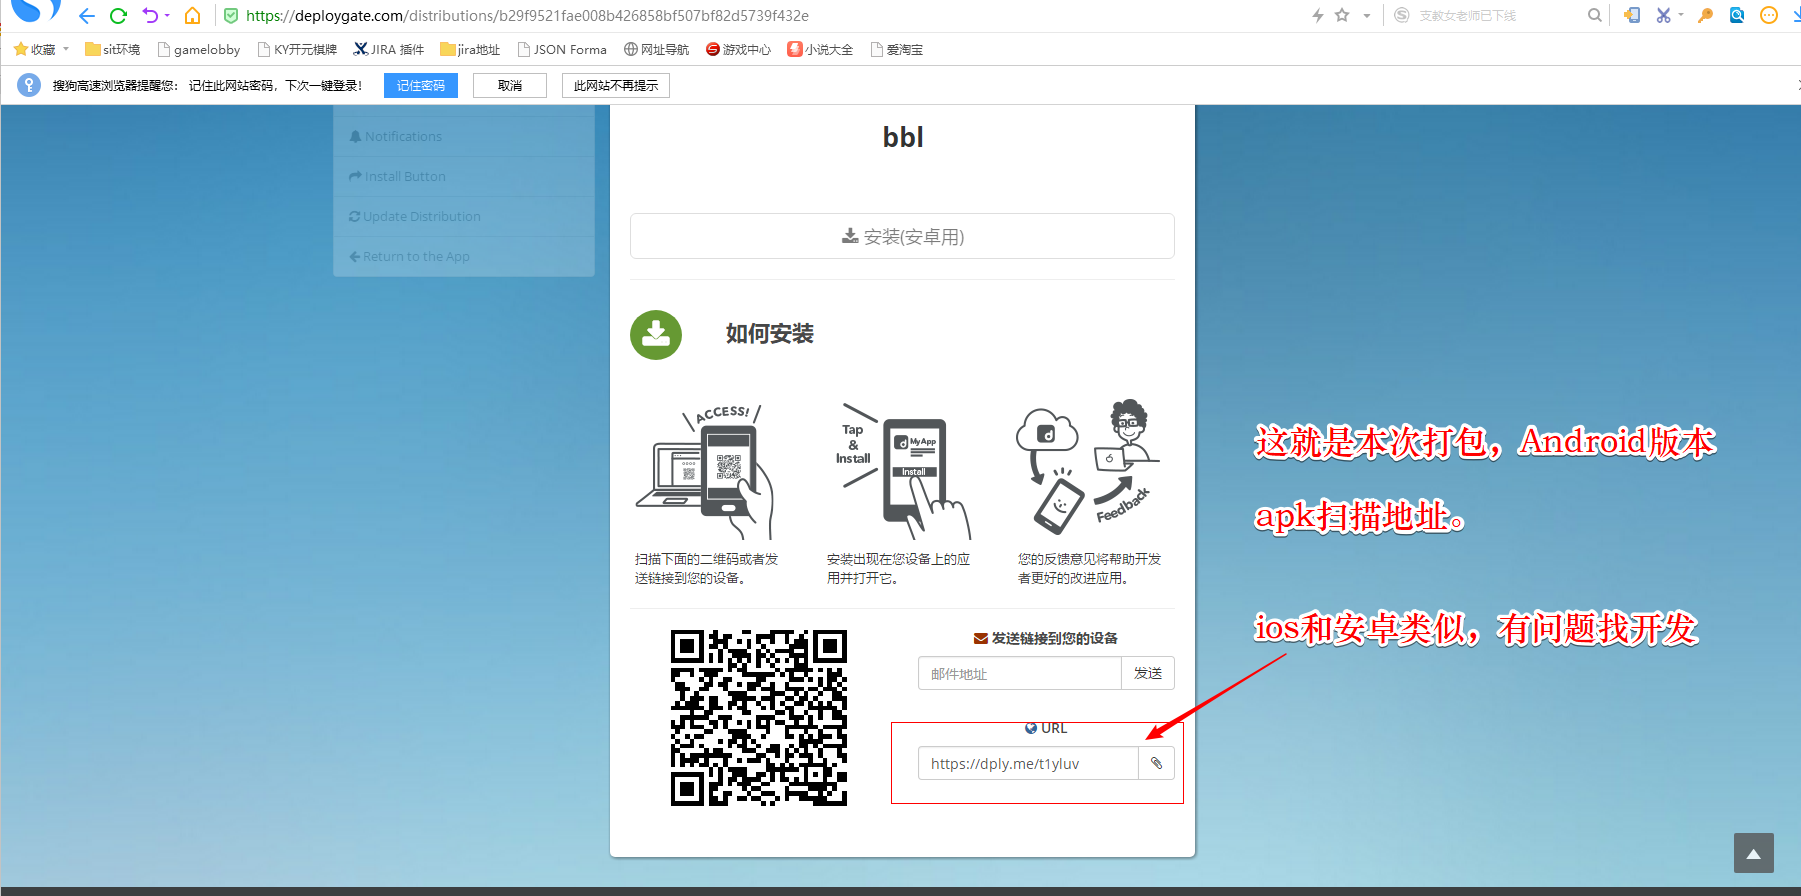 https://deploygate.com/distributions/b29f9521fae008b426858bf507bf82d5739f432e
支教女老师已下线
收藏 sit环境 gamelobby KY开元棋牌 JIRA 插件 jira地址 JSON Forma 网址导航 游戏中心 小说大全 爱淘宝
搜狗高速浏览器提醒您： 记住此网站密码，下次一键登录！ 记住密码 取消 此网站不再提示
Notifications
Install Button
Update Distribution
Return to the App
bbl
安装(安卓用)
如何安装
ACCESS!
Tap
&
Install
MyApp
Install
Feedback
扫描下面的二维码或者发
送链接到您的设备。
安装出现在您设备上的应
用并打开它。
您的反馈意见将帮助开发
者更好的改进应用。
发送链接到您的设备
邮件地址 发送
URL
https://dply.me/t1yluv
这就是本次打包，Android版本
apk扫描地址。
ios和安卓类似，有问题找开发